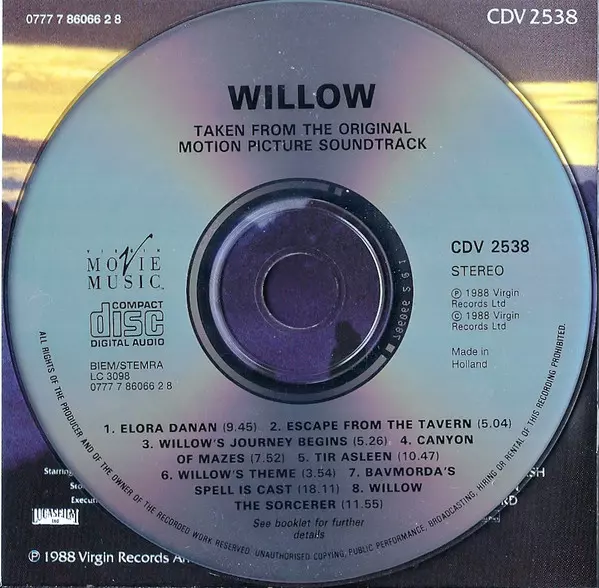 0777 7 86066 2 8
CDV 2538
WILLOW
TAKEN FROM THE ORIGINAL
MOTION PICTURE SOUNDTRACK
VIRGIN
MOVIE
MUSIC
COMPACT
disc
DIGITAL AUDIO
BIEM/STEMRA
LC 3098
0777 7 86066 2 8
CDV 2538
STEREO
℗ 1988 Virgin
Records Ltd
© 1988 Virgin
Records Ltd
Made in
Holland
1. ELORA DANAN (9.45) 2. ESCAPE FROM THE TAVERN (5.04)
3. WILLOW'S JOURNEY BEGINS (5.26) 4. CANYON
OF MAZES (7.52) 5. TIR ASLEEN (10.47)
6. WILLOW'S THEME (3.54) 7. BAVMORDA'S
SPELL IS CAST (18.11) 8. WILLOW
THE SORCERER (11.55)
See booklet for further
details
ALL RIGHTS OF THE PRODUCER AND OF THE OWNER OF THE RECORDED WORK RESERVED. UNAUTHORISED COPYING, PUBLIC PERFORMANCE, BROADCASTING, HIRING OR RENTAL OF THIS RECORDING PROHIBITED.
Starring
LUCASFILM
Ltd
℗ 1988 Virgin Records